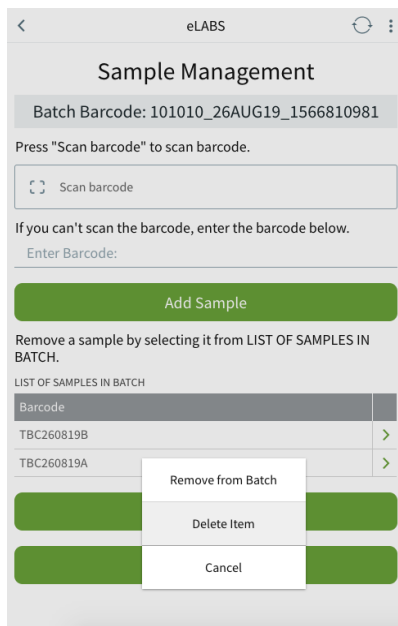 eLABS
Sample Management
Batch Barcode: 101010_26AUG19_1566810981
Press "Scan barcode" to scan barcode.
Scan barcode
If you can't scan the barcode, enter the barcode below.
Enter Barcode:
Add Sample
Remove a sample by selecting it from LIST OF SAMPLES IN
BATCH.
LIST OF SAMPLES IN BATCH
Barcode
TBC260819B
TBC260819A
Remove from Batch
Delete Item
Cancel